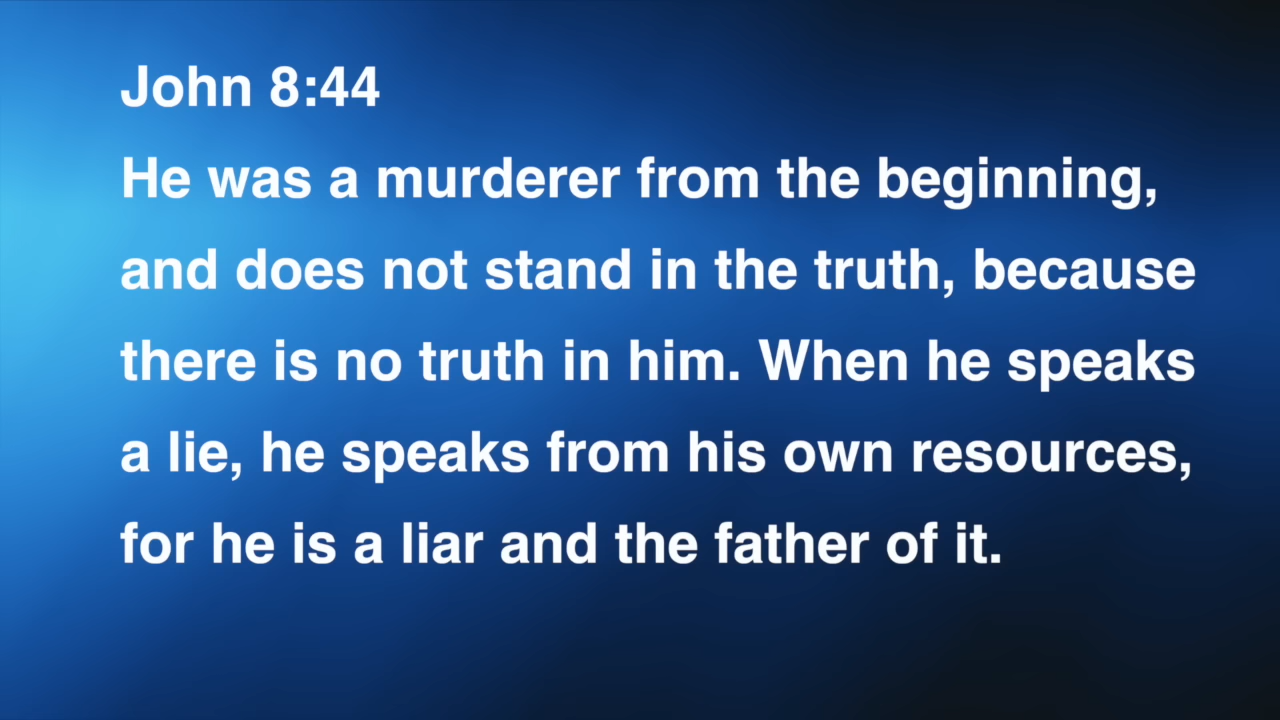 John 8:44
He was a murderer from the beginning,
and does not stand in the truth, because
there is no truth in him. When he speaks
a lie, he speaks from his own resources,
for he is a liar and the father of it.